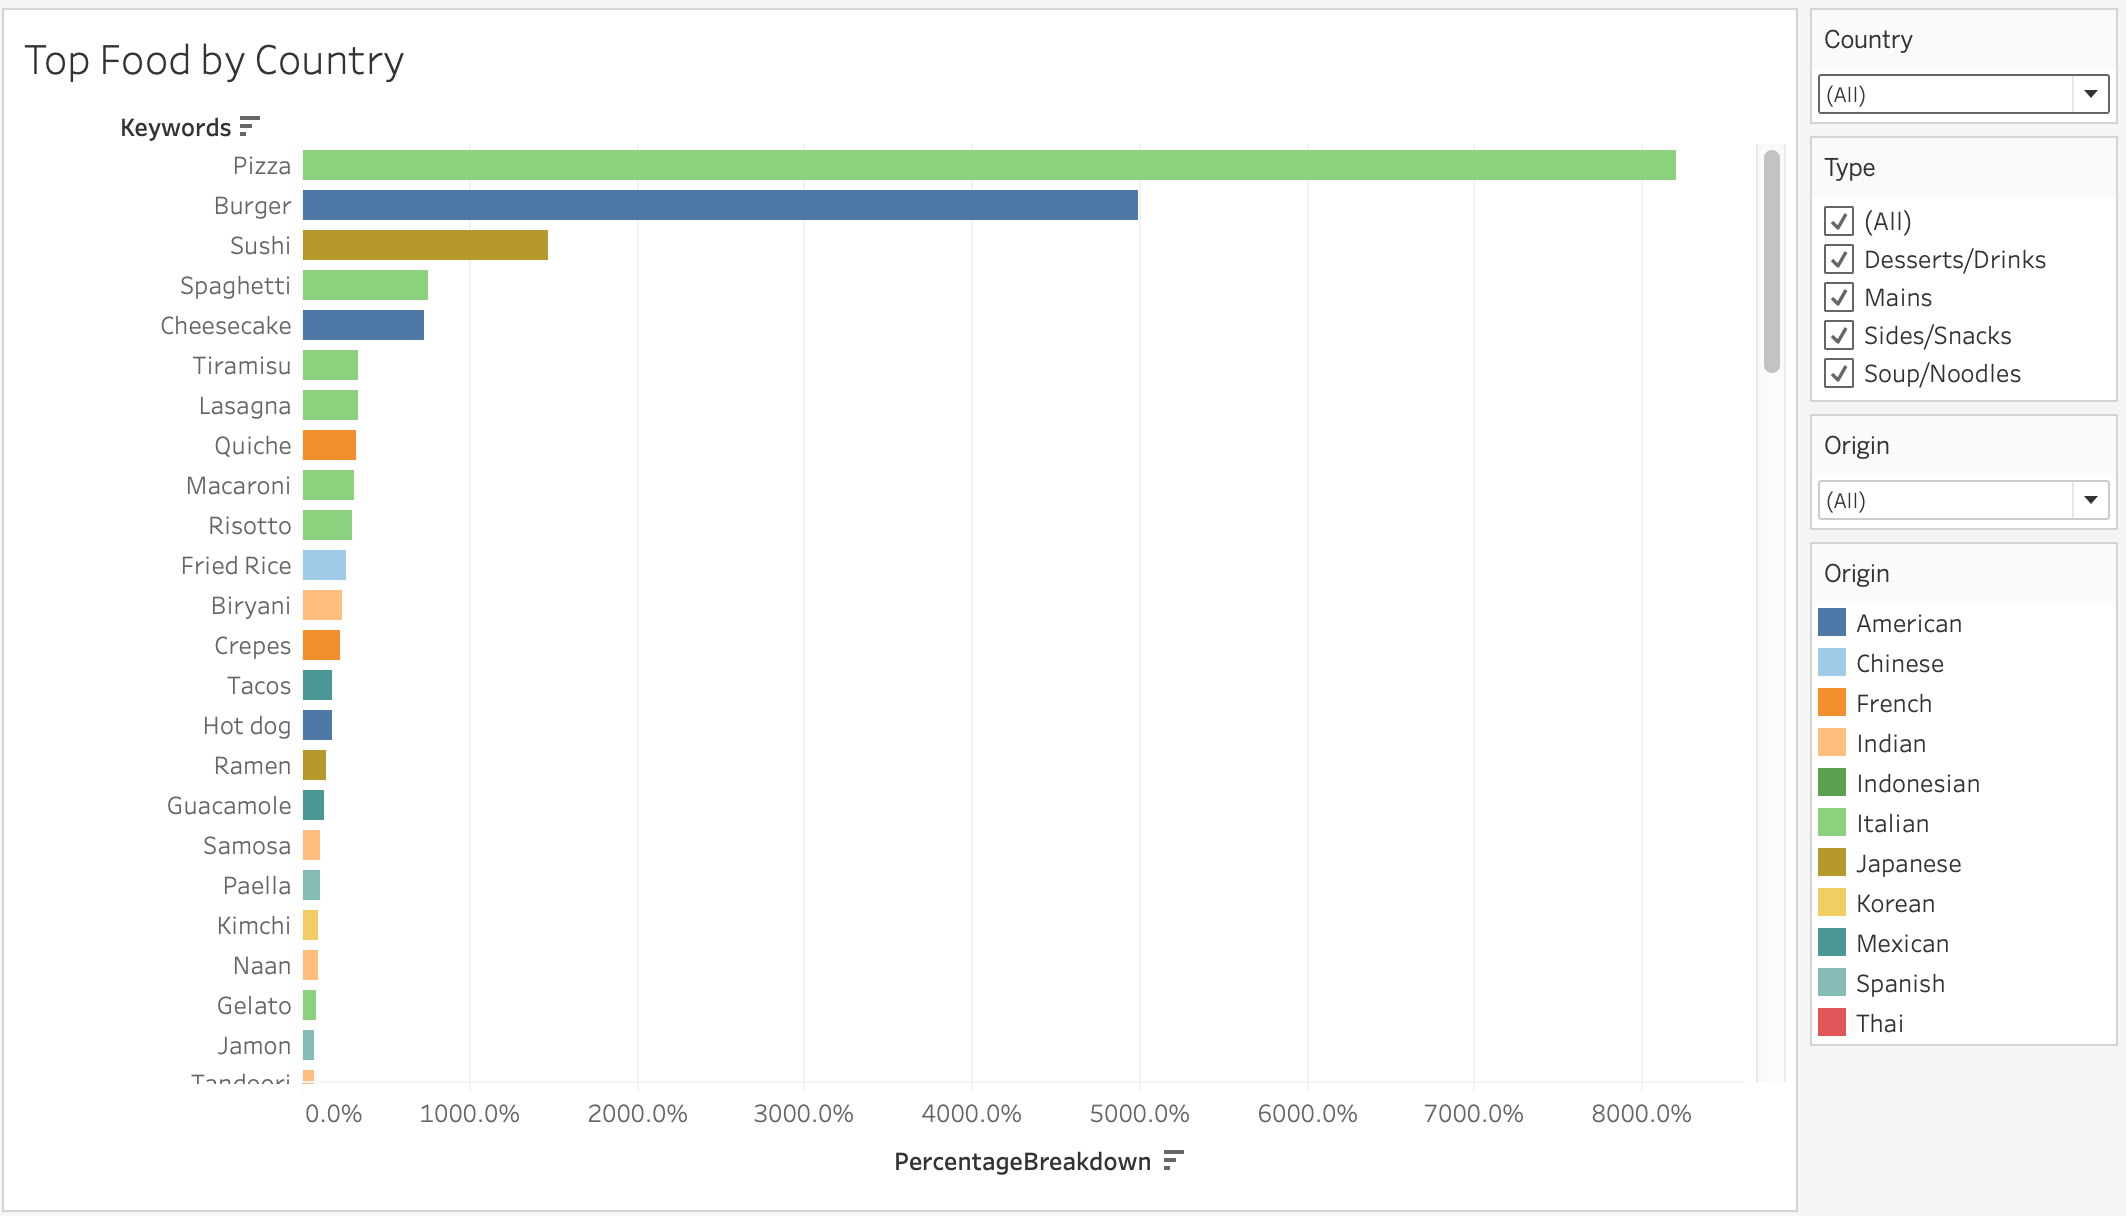 Top Food by Country
Keywords
Pizza
Burger
Sushi
Spaghetti
Cheesecake
Tiramisu
Lasagna
Quiche
Macaroni
Risotto
Fried Rice
Biryani
Crepes
Tacos
Hot dog
Ramen
Guacamole
Samosa
Paella
Kimchi
Naan
Gelato
Jamon
Tandoori
0.0% 1000.0% 2000.0% 3000.0% 4000.0% 5000.0% 6000.0% 7000.0% 8000.0%
PercentageBreakdown
Country
(All)
Type
(All)
Desserts/Drinks
Mains
Sides/Snacks
Soup/Noodles
Origin
(All)
Origin
American
Chinese
French
Indian
Indonesian
Italian
Japanese
Korean
Mexican
Spanish
Thai